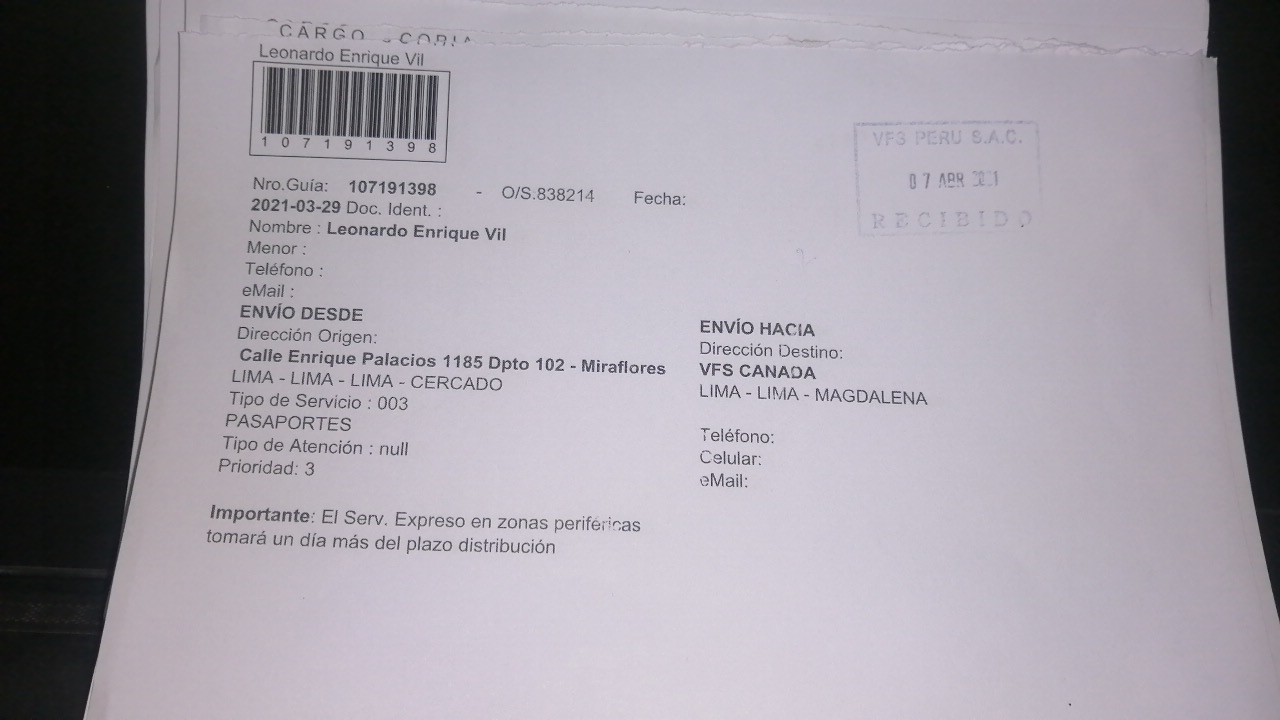 CARGO - COPIA
Leonardo Enrique Vil
107191398
VFS PERU S.A.C.
07 ABR
RECIBIDO
Nro.Guía: 107191398 - O/S.838214 Fecha:
2021-03-29 Doc. Ident. :
Nombre : Leonardo Enrique Vil
Menor :
Teléfono :
eMail :
ENVÍO DESDE
Dirección Origen:
Calle Enrique Palacios 1185 Dpto 102 - Miraflores
LIMA - LIMA - LIMA - CERCADO
Tipo de Servicio : 003
PASAPORTES
Tipo de Atención : null
Prioridad: 3
ENVÍO HACIA
Dirección Destino:
VFS CANADA
LIMA - LIMA - MAGDALENA
Teléfono:
Celular:
eMail:
Importante: El Serv. Expreso en zonas periféricas
tomará un día más del plazo distribución